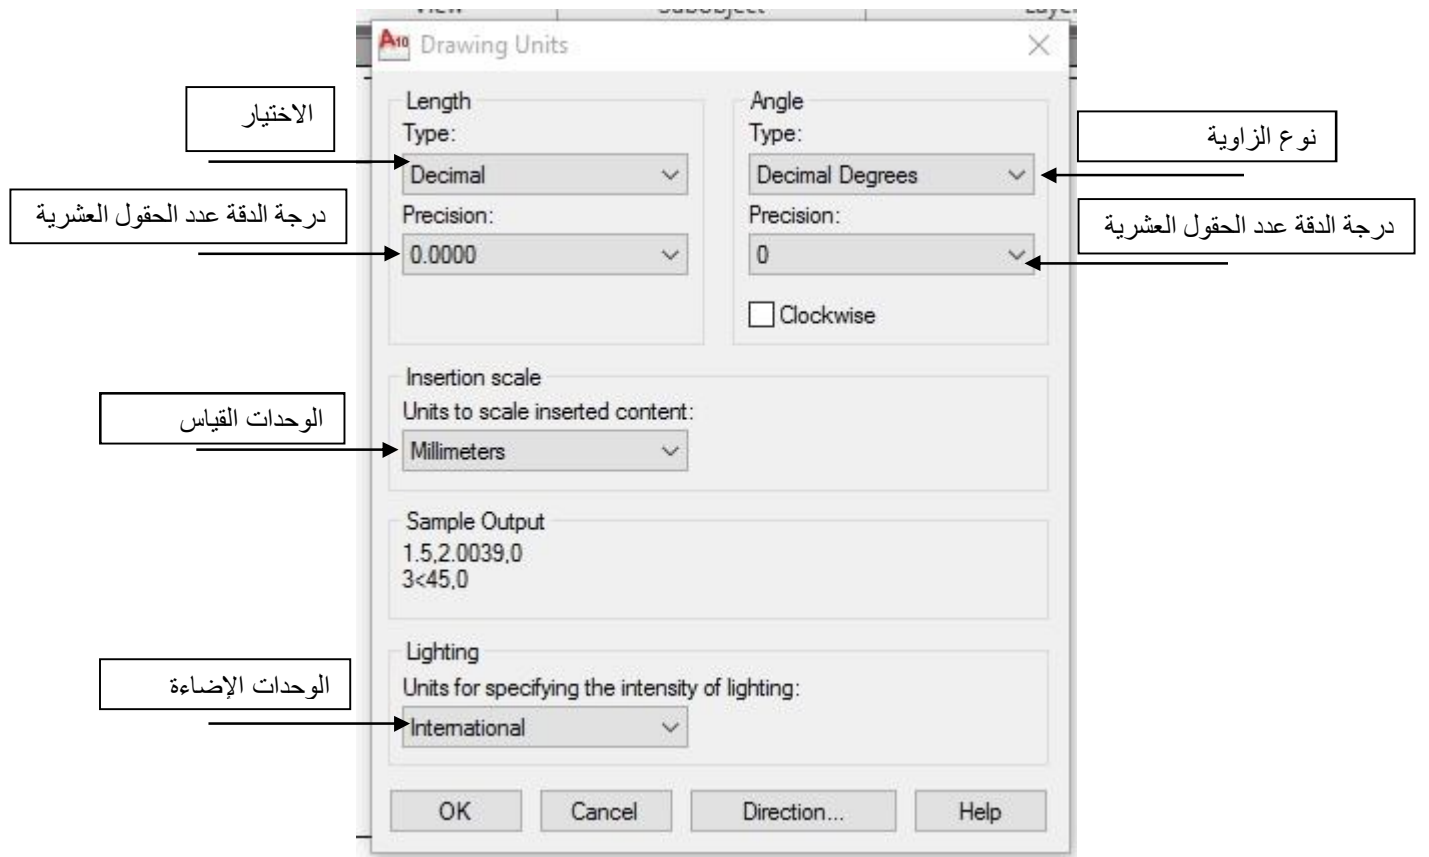 View Subobject
A10 Drawing Units
الاختيار
نوع الزاوية
درجة الدقة عدد الحقول العشرية
درجة الدقة عدد الحقول العشرية
الوحدات القياس
الوحدات الإضاءة
Length
Type:
Decimal
Precision:
0.0000
Angle
Type:
Decimal Degrees
Precision:
0
Clockwise
Insertion scale
Units to scale inserted content:
Millimeters
Sample Output
1.5,2.0039,0
3<45,0
Lighting
Units for specifying the intensity of lighting:
International
OK Cancel Direction... Help